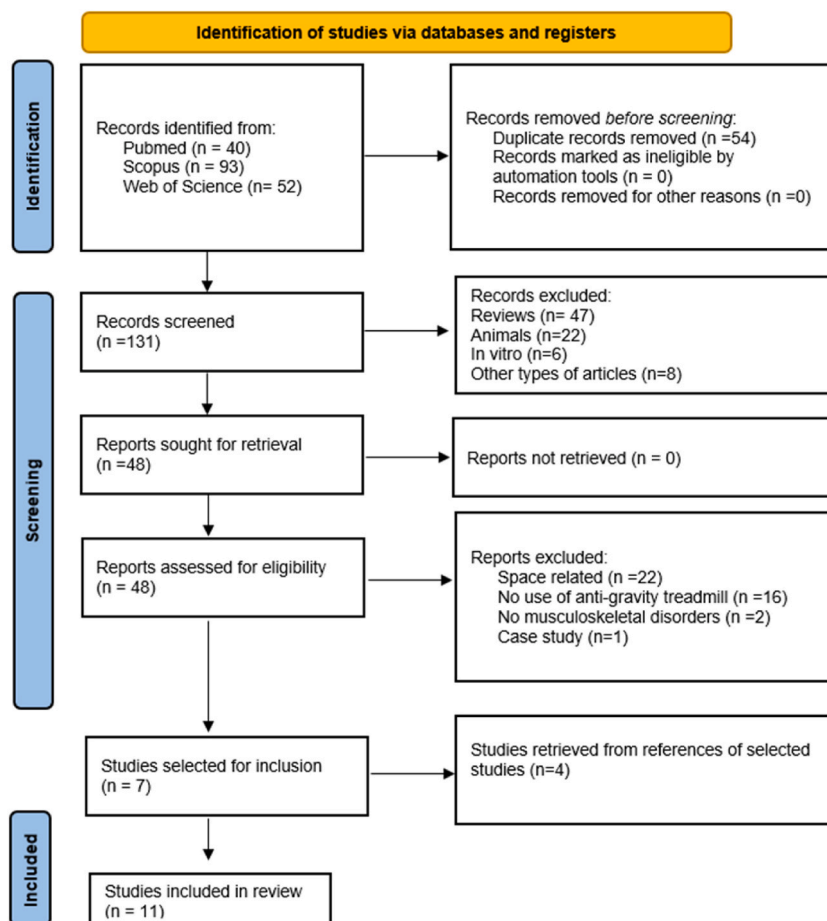 Identification of studies via databases and registers
Identification
Records identified from:
Pubmed (n = 40)
Scopus (n = 93)
Web of Science (n= 52)
Records removed before screening:
Duplicate records removed (n =54)
Records marked as ineligible by
automation tools (n = 0)
Records removed for other reasons (n =0)
Screening
Records screened
(n =131)
Records excluded:
Reviews (n= 47)
Animals (n=22)
In vitro (n=6)
Other types of articles (n=8)
Reports sought for retrieval
(n =48)
Reports not retrieved (n = 0)
Reports assessed for eligibility
(n = 48)
Reports excluded:
Space related (n =22)
No use of anti-gravity treadmill (n =16)
No musculoskeletal disorders (n =2)
Case study (n=1)
Studies selected for inclusion
(n = 7)
Studies retrieved from references of selected
studies (n=4)
Included
Studies included in review
(n = 11)